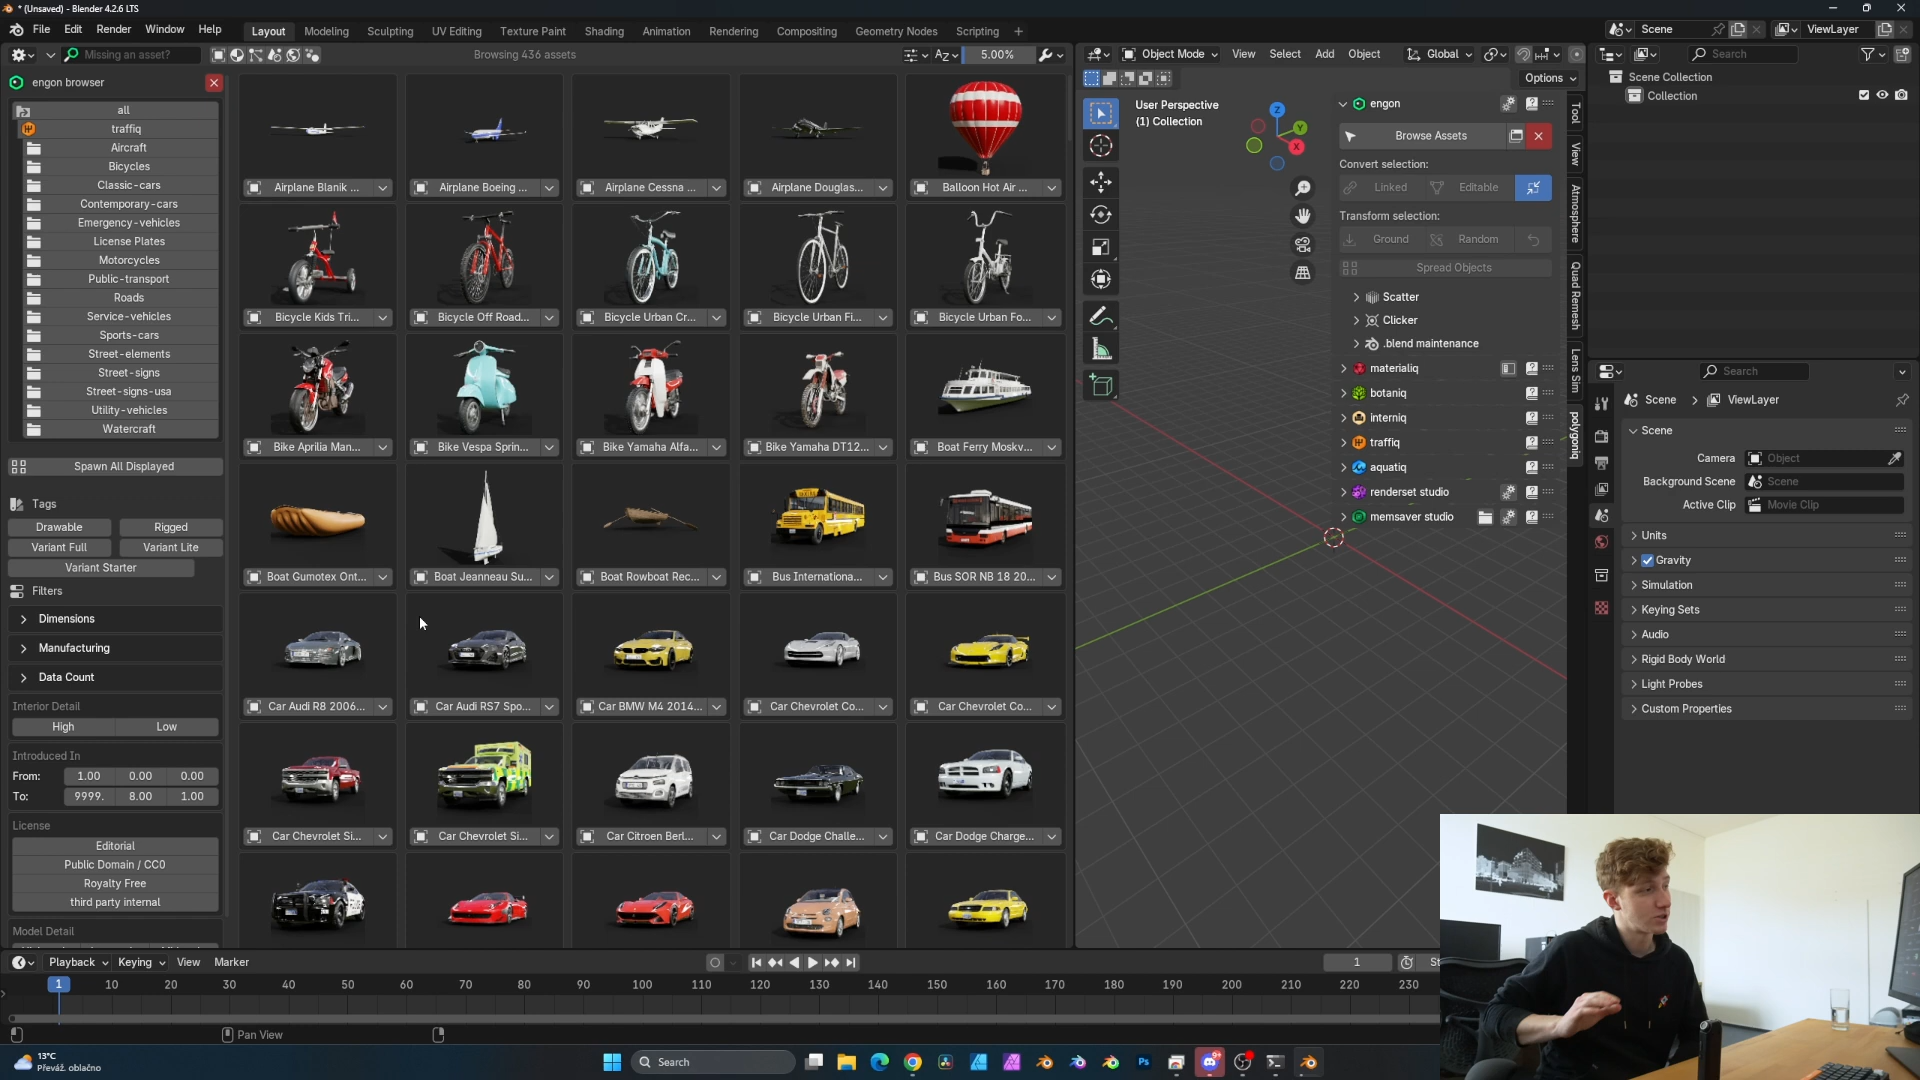 * (Unsaved) - Blender 4.2.6 LTS
File Edit Render Window Help
Layout Modeling Sculpting UV Editing Texture Paint Shading Animation Rendering Compositing Geometry Nodes Scripting +
Scene
ViewLayer
Missing an asset?
Browsing 436 assets
5.00%
Object Mode View Select Add Object
Global
Search
Options
engon browser
all
traffiq
Aircraft
Bicycles
Classic-cars
Contemporary-cars
Emergency-vehicles
License Plates
Motorcycles
Public-transport
Roads
Service-vehicles
Sports-cars
Street-elements
Street-signs
Street-signs-usa
Utility-vehicles
Watercraft
Spawn All Displayed
Tags
Drawable Rigged
Variant Full Variant Lite
Variant Starter
Filters
Dimensions
Manufacturing
Data Count
Interior Detail
High Low
Introduced In
From: 1.00 0.00 0.00
To: 9999. 8.00 1.00
License
Editorial
Public Domain / CC0
Royalty Free
third party internal
Model Detail
Airplane Blanik ... Airplane Boeing ... Airplane Cessna ... Airplane Douglas... Balloon Hot Air ...
Bicycle Kids Tri... Bicycle Off Road... Bicycle Urban Cr... Bicycle Urban Fi... Bicycle Urban Fo...
Bike Aprilia Man... Bike Vespa Sprin... Bike Yamaha Alfa... Bike Yamaha DT12... Boat Ferry Moskv...
Boat Gumotex Ont... Boat Jeanneau Su... Boat Rowboat Rec... Bus Internationa... Bus SOR NB 18 20...
Car Audi R8 2006... Car Audi RS7 Spo... Car BMW M4 2014... Car Chevrolet Co... Car Chevrolet Co...
Car Chevrolet Si... Car Chevrolet Si... Car Citroen Berl... Car Dodge Challe... Car Dodge Charge...
User Perspective
(1) Collection
Z
Y
X
engon
Browse Assets
Convert selection:
Linked Editable
Transform selection:
Ground Random
Spread Objects
Scatter
Clicker
.blend maintenance
materialiq
botaniq
interniq
traffiq
aquatiq
renderset studio
memsaver studio
Tool
View
Atmosphere
Quad Remesh
Lens Sim
polygoniq
Scene Collection
Collection
Search
Scene > ViewLayer
Scene
Camera Object
Background Scene Scene
Active Clip Movie Clip
Units
Gravity
Simulation
Keying Sets
Audio
Rigid Body World
Light Probes
Custom Properties
Playback Keying View Marker
1
St
1 10 20 30 40 50 60 70 80 90 100 110 120 130 140 150 160 170 180 190 200 210 220 230
Pan View
13°C
Převáž. oblačno
Search
Ps